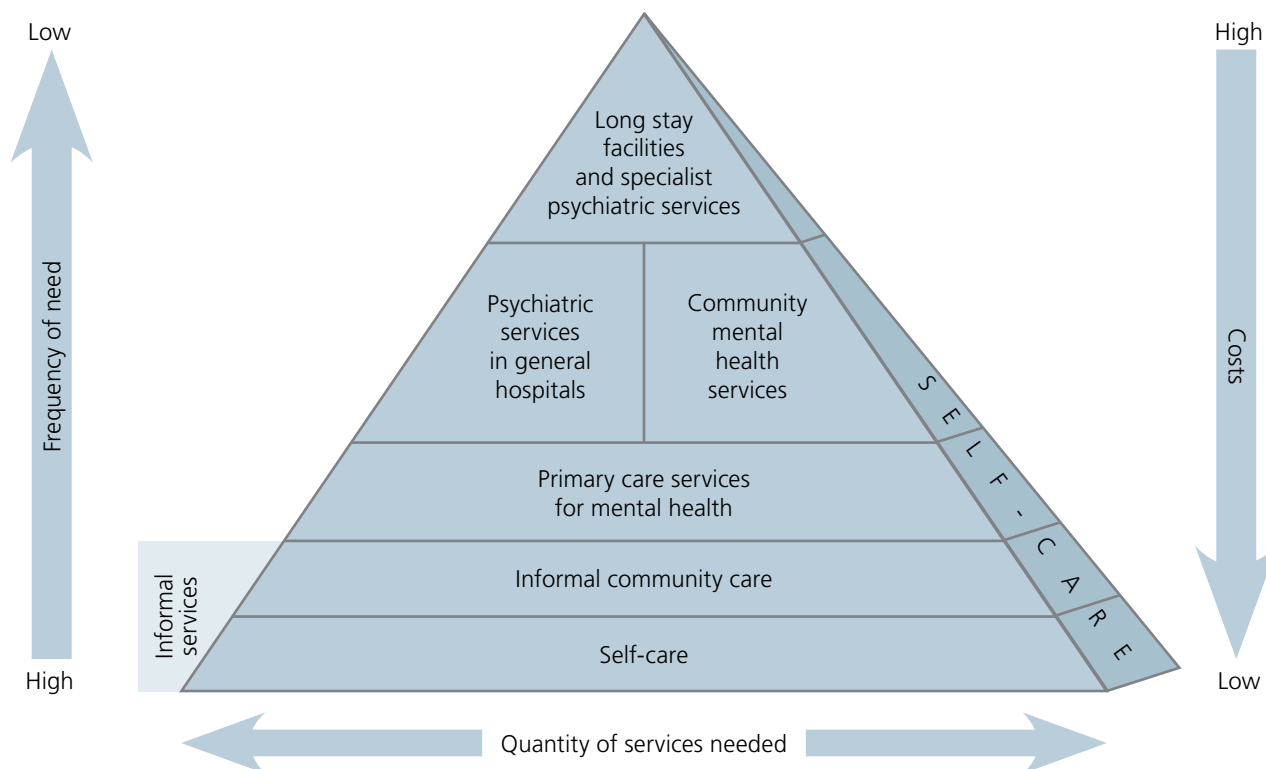 Low
High
Long stay
facilities
and specialist
psychiatric services
Frequency of need
Psychiatric
services
in general
hospitals
Community
mental
health
services
Costs
SELF-CARE
Primary care services
for mental health
Informal
services
Informal community care
Self-care
High
Low
Quantity of services needed